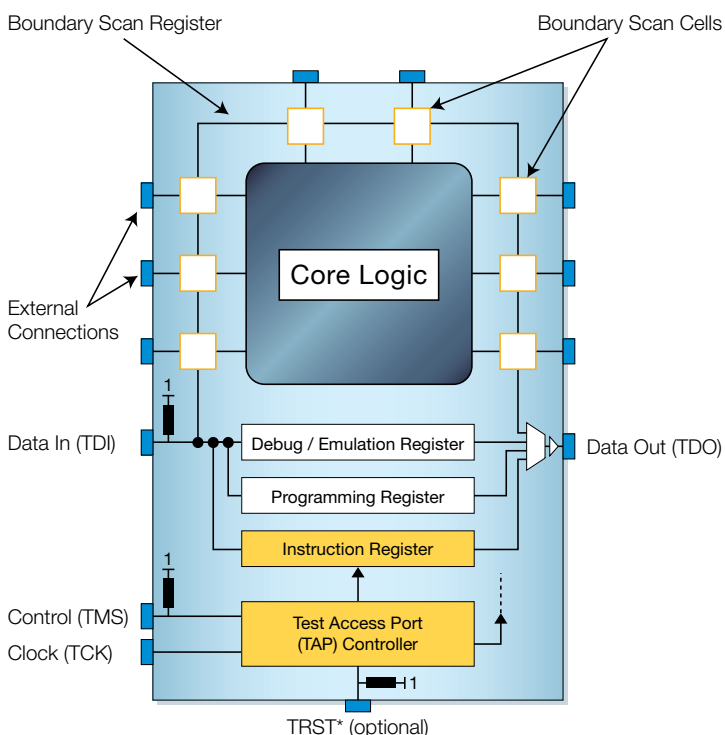 Boundary Scan Register
Boundary Scan Cells
Core Logic
External
Connections
1
Data In (TDI)
Debug / Emulation Register
Data Out (TDO)
Programming Register
Instruction Register
1
Control (TMS)
Test Access Port
(TAP) Controller
Clock (TCK)
1
TRST* (optional)